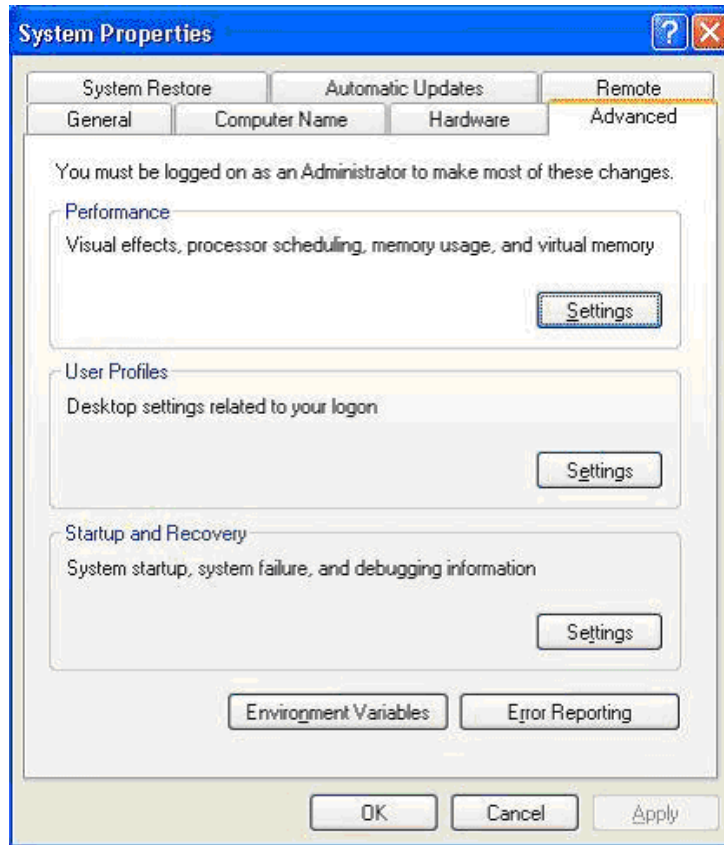 System Properties
System Restore Automatic Updates Remote
General Computer Name Hardware Advanced
You must be logged on as an Administrator to make most of these changes.
Performance
Visual effects, processor scheduling, memory usage, and virtual memory
Settings
User Profiles
Desktop settings related to your logon
Settings
Startup and Recovery
System startup, system failure, and debugging information
Settings
Environment Variables Error Reporting
OK Cancel Apply